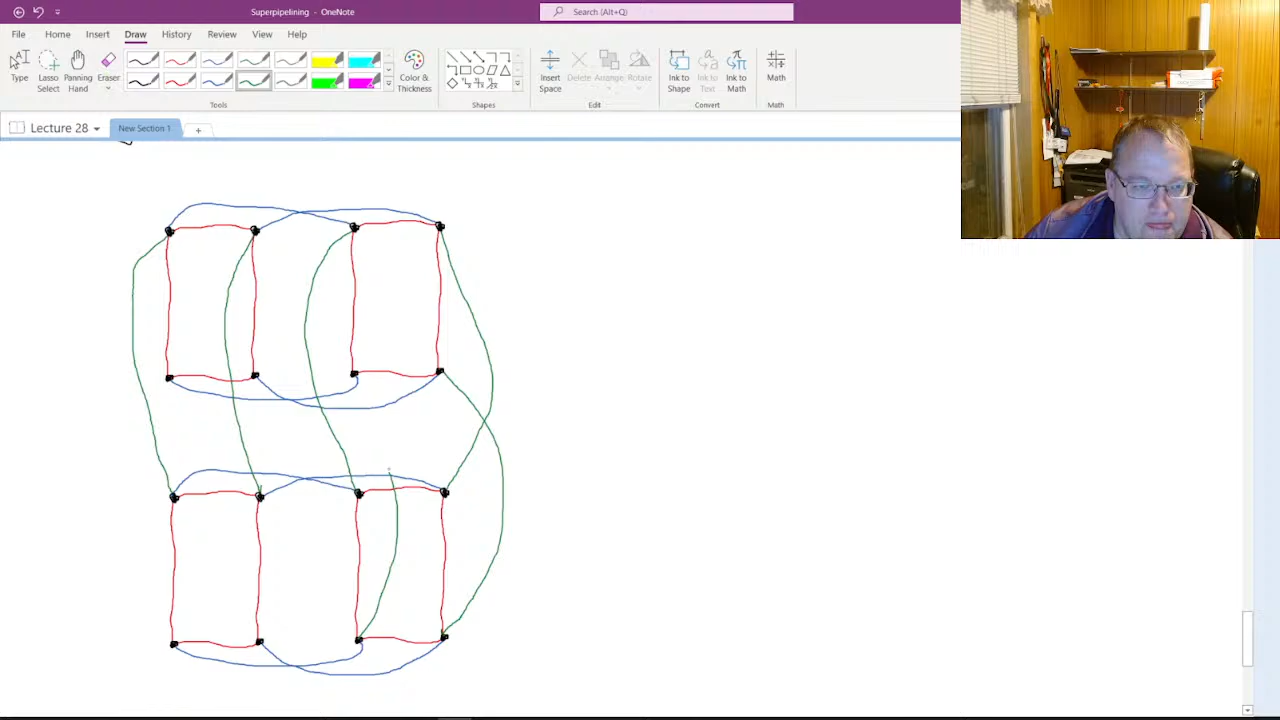 Superpipelining - OneNote
Search (Alt+Q)
File Home Insert Draw History Review View Help
Type
Lasso Select
Panning Hand
Eraser
Color & Thickness
Insert Space
Delete
Arrange
Rotate
Ink to Shape
Ink to Text
Ink to Math
Math
Tools
Shapes
Edit
Convert
Math
Lecture 28
New Section 1